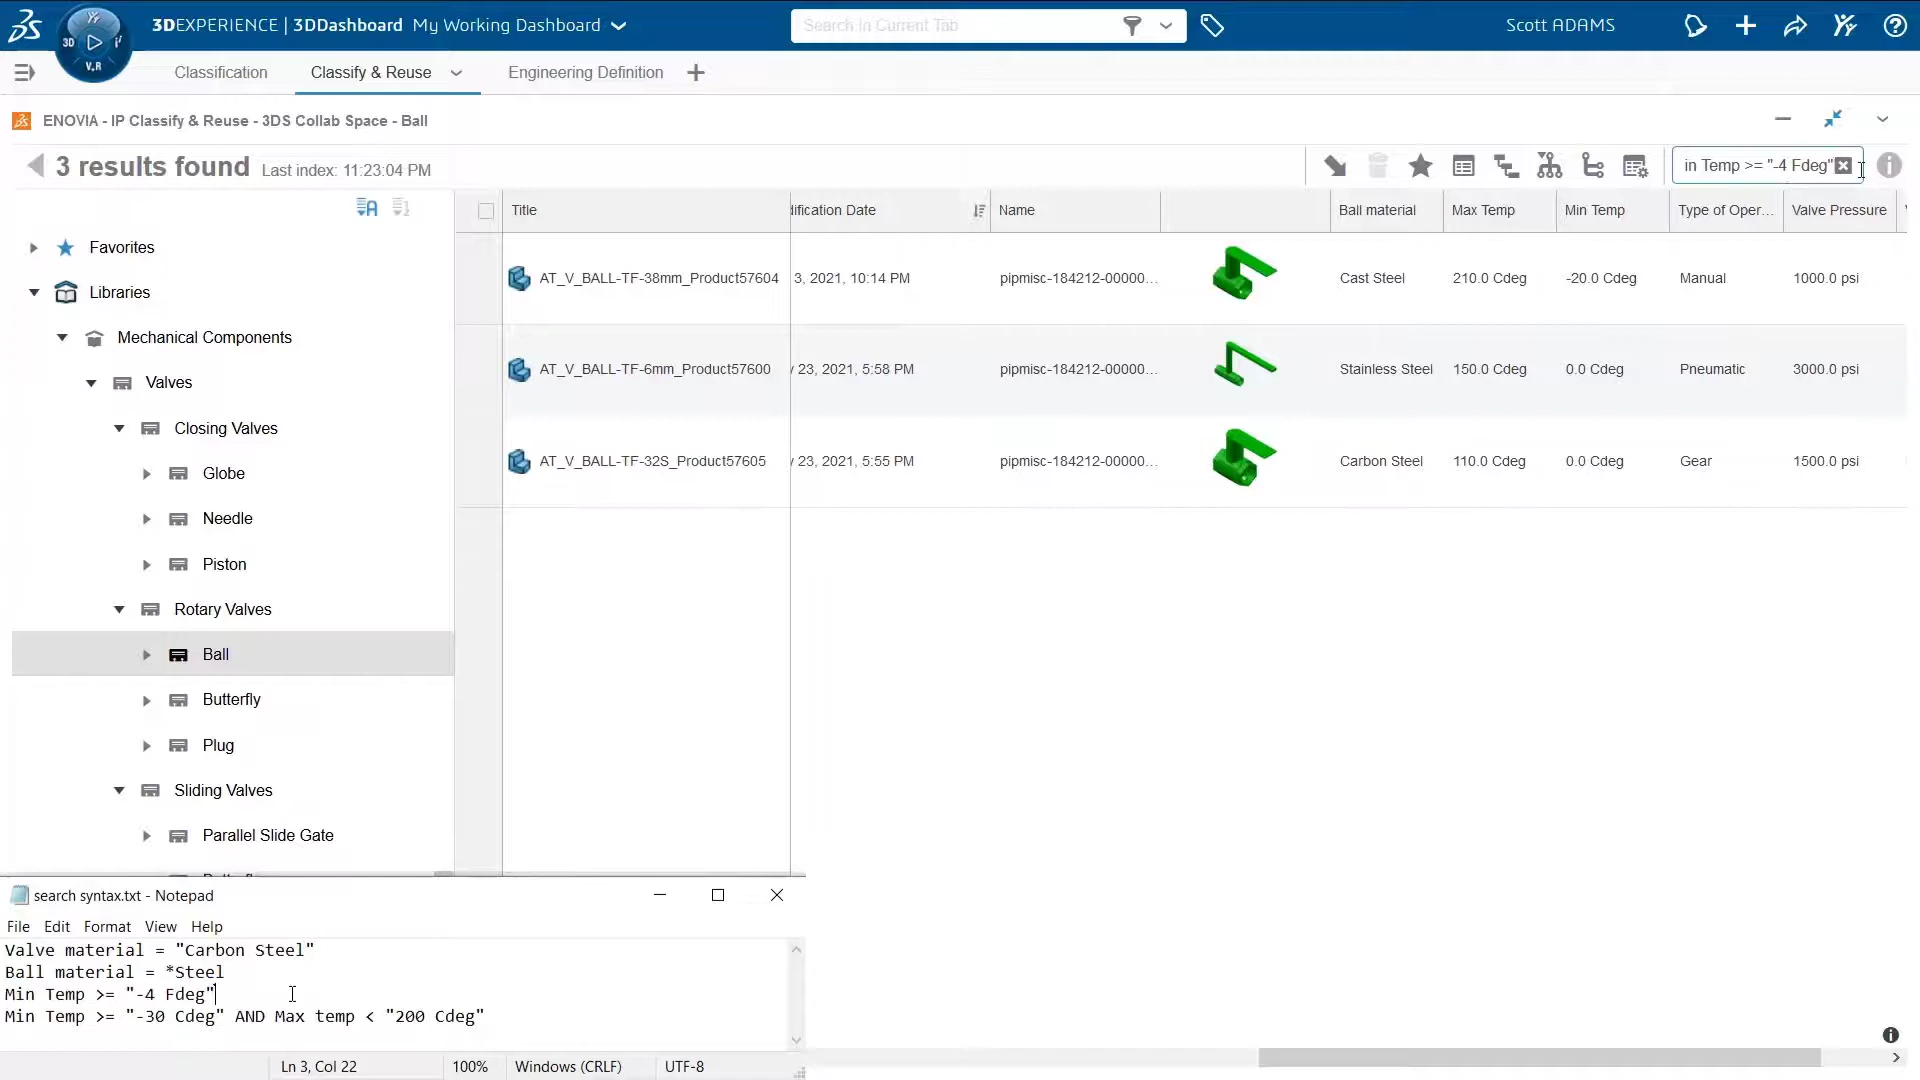 3DEXPERIENCE | 3DDashboard My Working Dashboard
Search In Current Tab
Scott ADAMS
3D
V.R
Classification
Classify & Reuse
Engineering Definition
ENOVIA - IP Classify & Reuse - 3DS Collab Space - Ball
3 results found Last index: 11:23:04 PM
in Temp >= "-4 Fdeg"
Title
dification Date
Name
Ball material
Max Temp
Min Temp
Type of Oper...
Valve Pressure
AT_V_BALL-TF-38mm_Product57604 3, 2021, 10:14 PM pipmisc-184212-00000... Cast Steel 210.0 Cdeg -20.0 Cdeg Manual 1000.0 psi
AT_V_BALL-TF-6mm_Product57600 23, 2021, 5:58 PM pipmisc-184212-00000... Stainless Steel 150.0 Cdeg 0.0 Cdeg Pneumatic 3000.0 psi
AT_V_BALL-TF-32S_Product57605 23, 2021, 5:55 PM pipmisc-184212-00000... Carbon Steel 110.0 Cdeg 0.0 Cdeg Gear 1500.0 psi
Favorites
Libraries
Mechanical Components
Valves
Closing Valves
Globe
Needle
Piston
Rotary Valves
Ball
Butterfly
Plug
Sliding Valves
Parallel Slide Gate
search syntax.txt - Notepad
File Edit Format View Help
Valve material = "Carbon Steel"
Ball material = *Steel
Min Temp >= "-4 Fdeg"
Min Temp >= "-30 Cdeg" AND Max temp < "200 Cdeg"
Ln 3, Col 22
100%
Windows (CRLF)
UTF-8